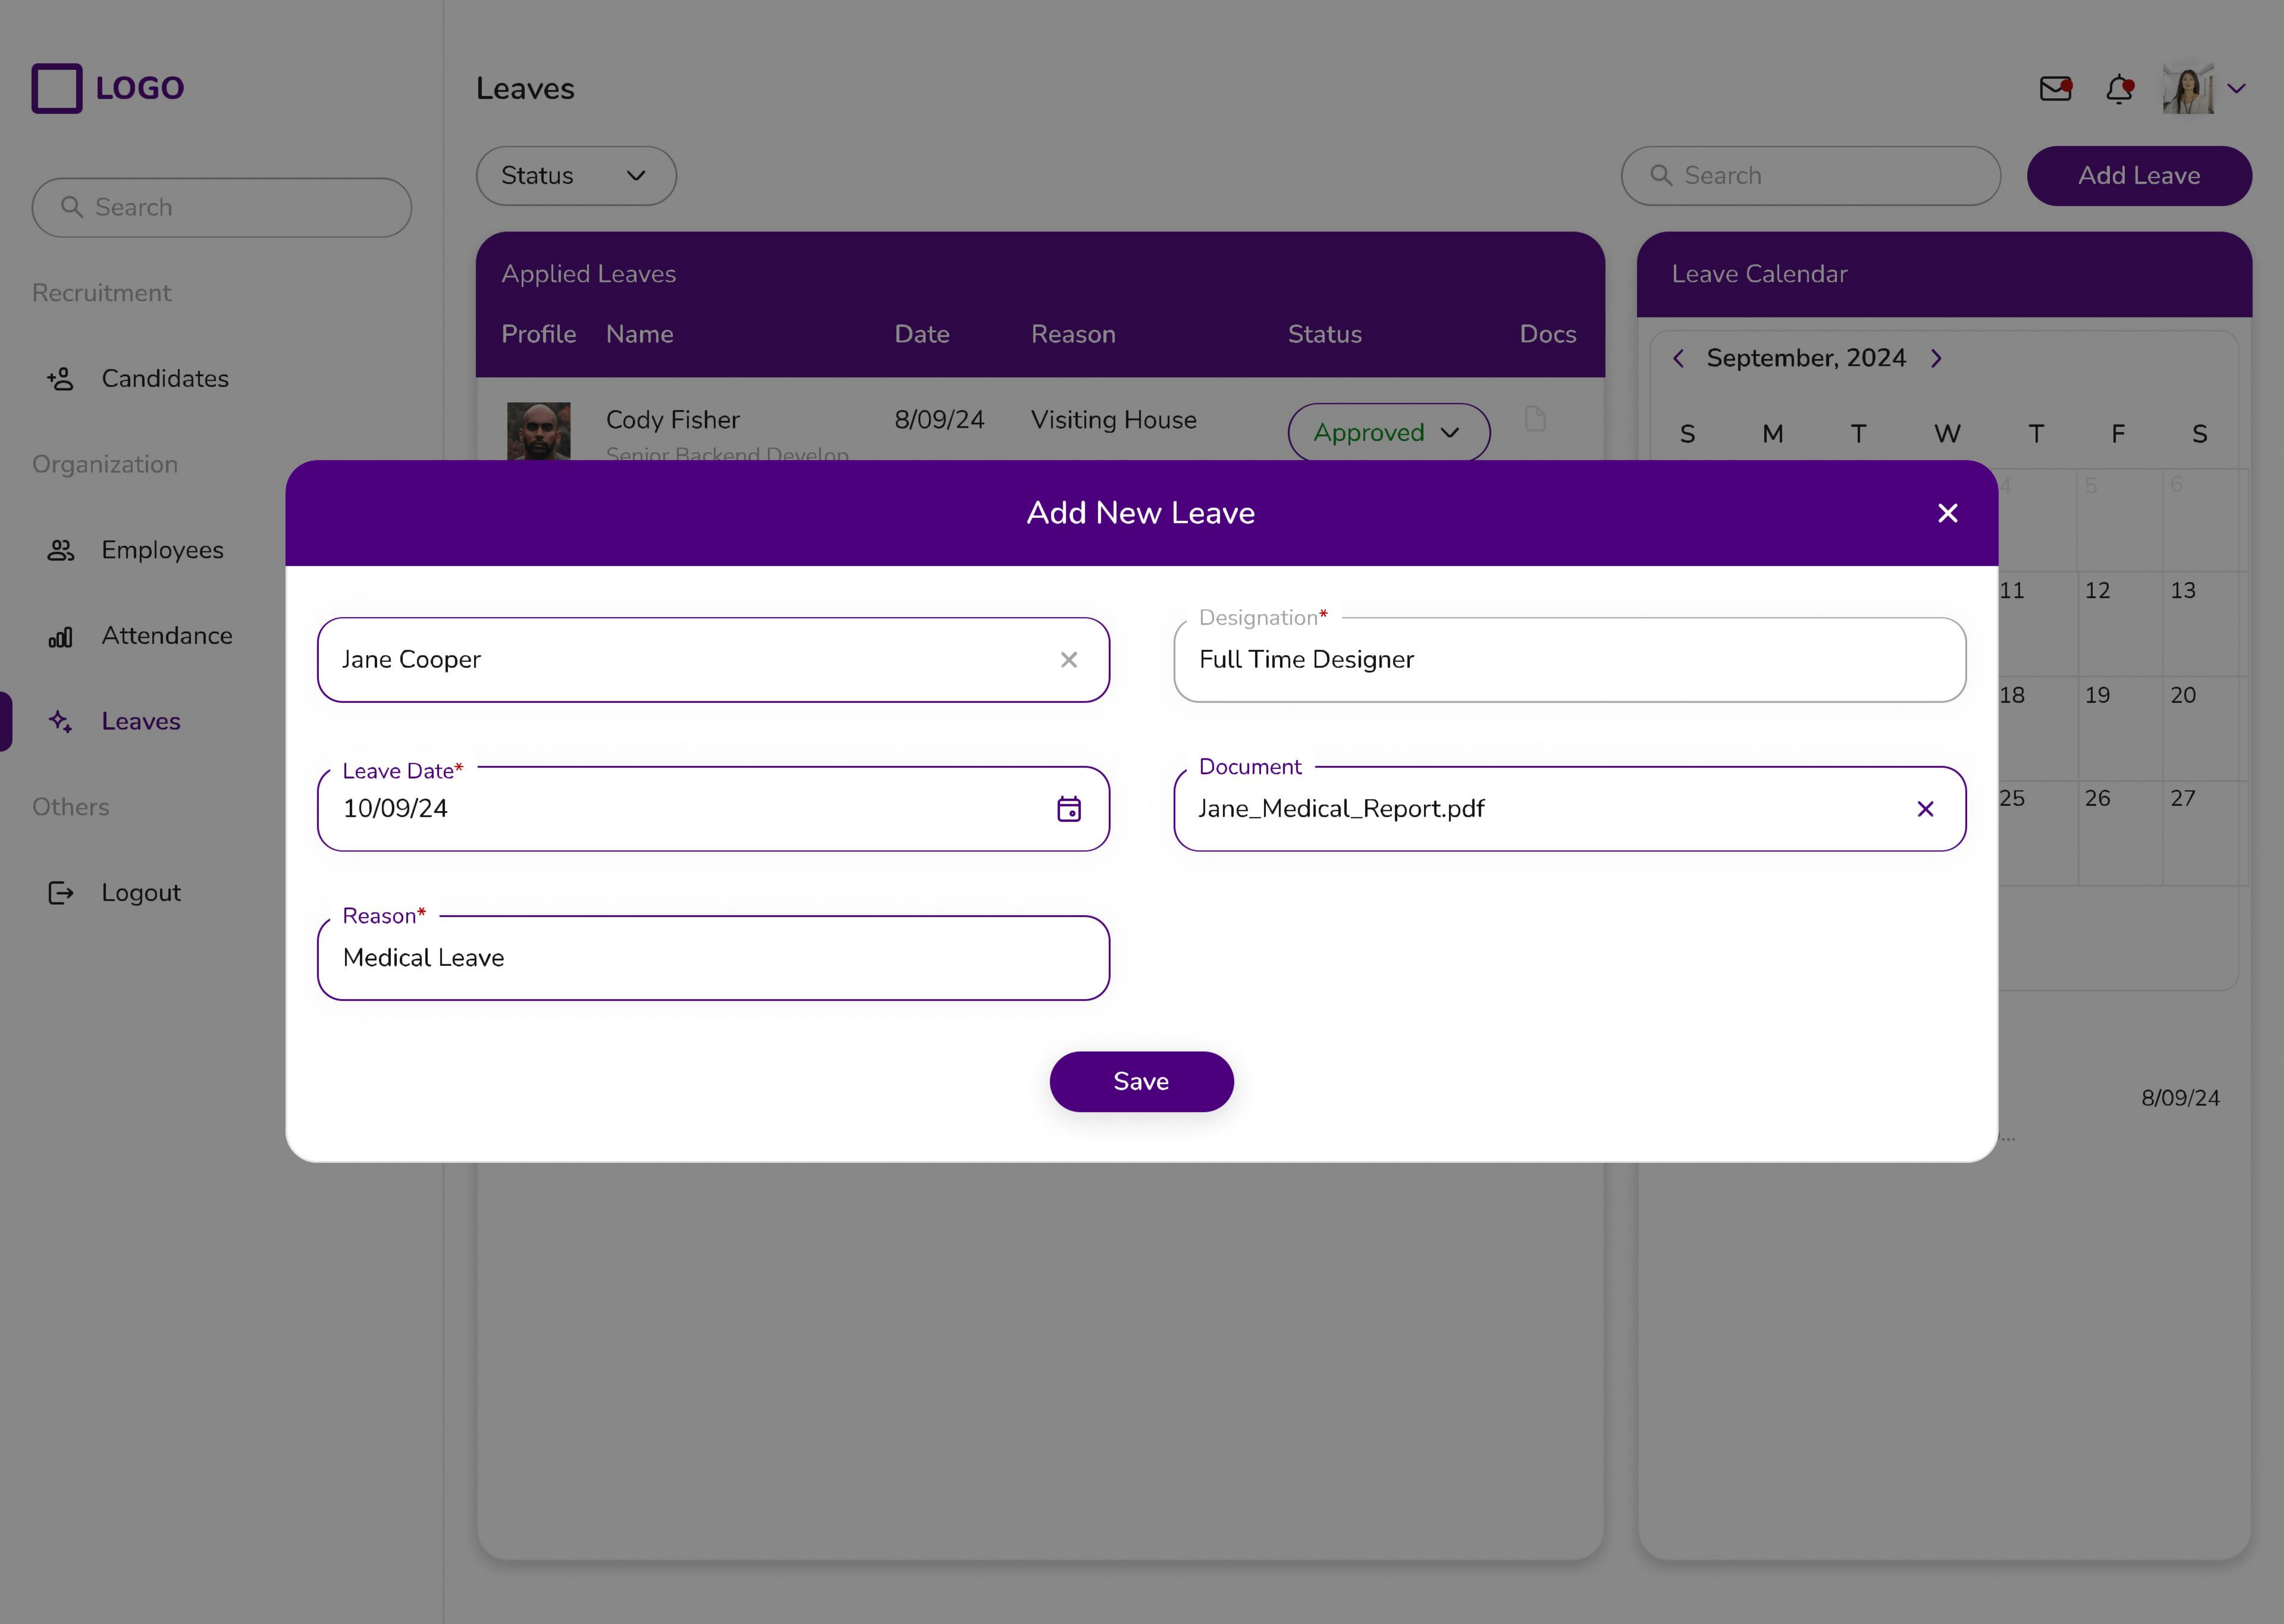 LOGO
Search
Recruitment
Candidates
Organization
Employees
Attendance
Leaves
Others
Logout
Leaves
Status
Search
Add Leave
Applied Leaves
Profile Name Date Reason Status Docs
Cody Fisher 8/09/24 Visiting House Approved
Senior Backend Develop
Leave Calendar
September, 2024
S M T W T F S
4 5 6
11 12 13
18 19 20
25 26 27
8/09/24
...
Add New Leave
Jane Cooper
Designation*
Full Time Designer
Leave Date*
10/09/24
Document
Jane_Medical_Report.pdf
Reason*
Medical Leave
Save